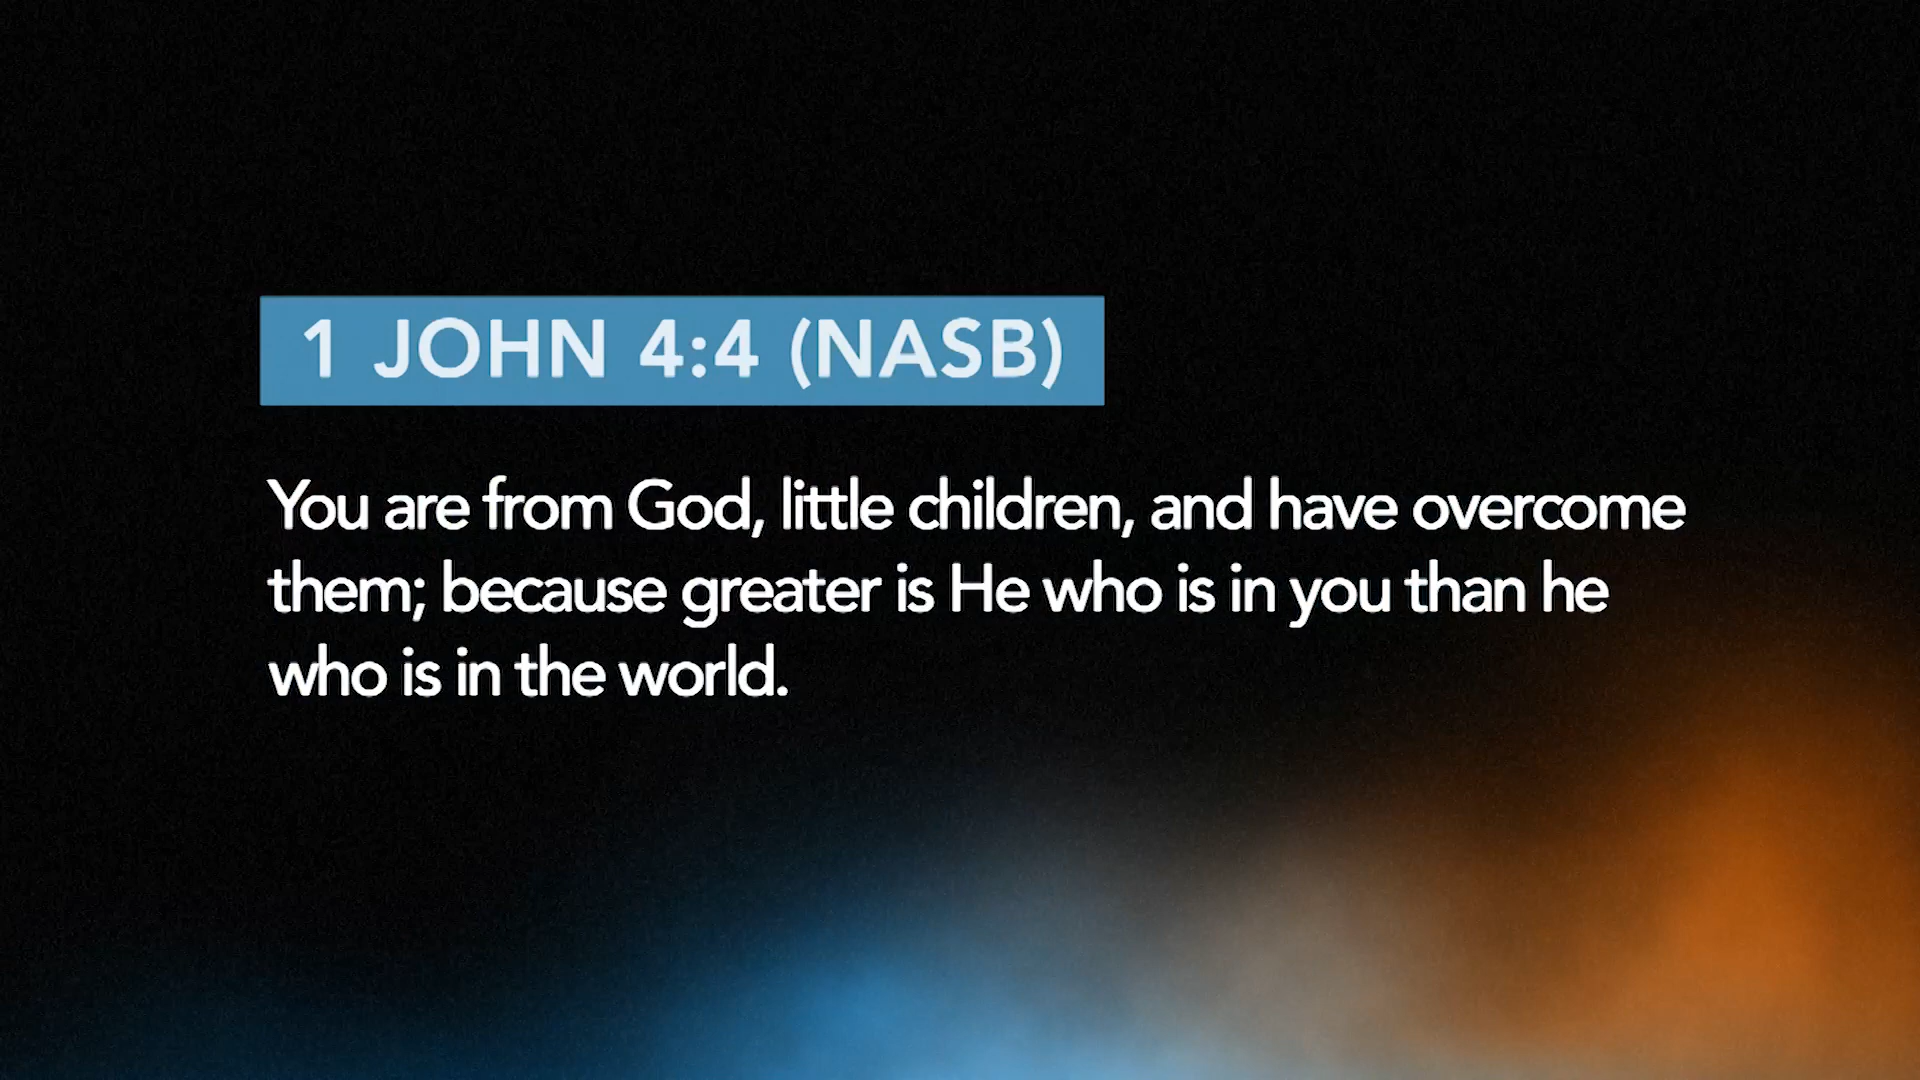 1 JOHN 4:4 (NASB)
You are from God, little children, and have overcome
them; because greater is He who is in you than he
who is in the world.